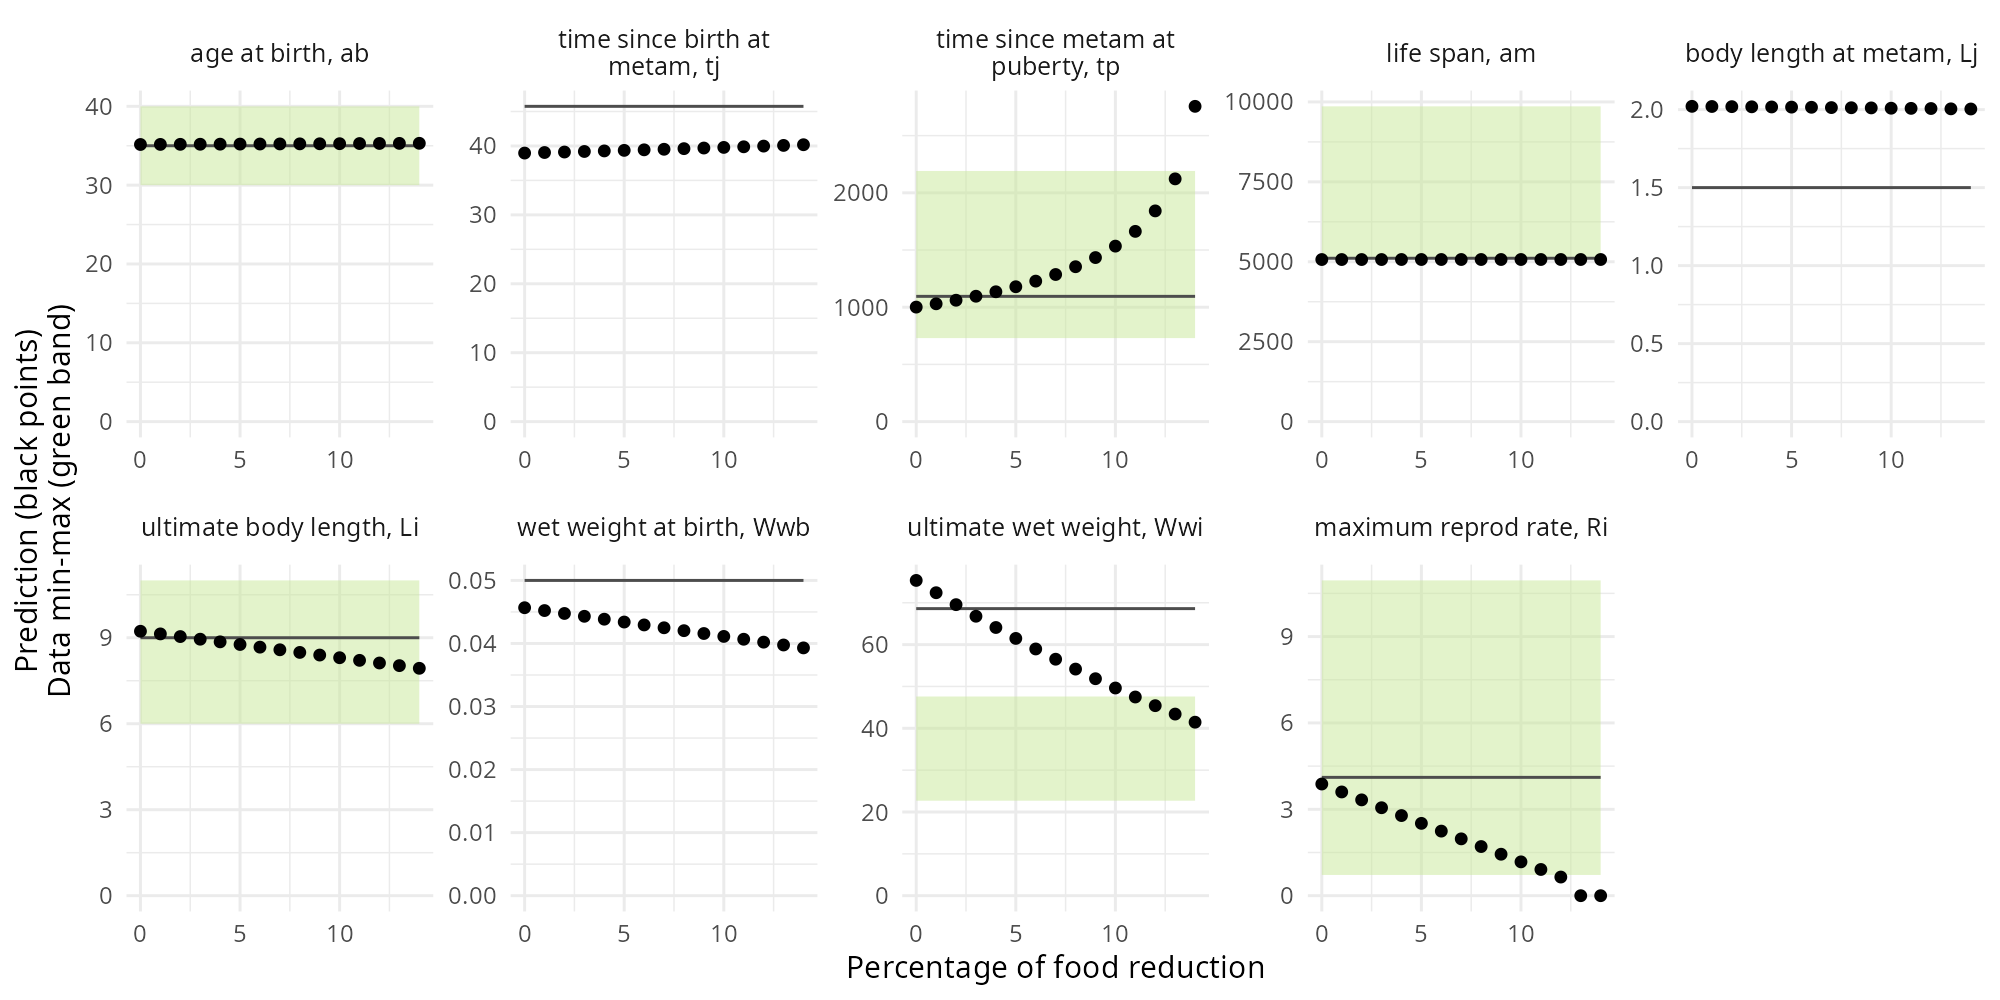 age at birth, ab
time since birth at
metam, tj
time since metam at
puberty, tp
life span, am
body length at metam, Lj
40
30
20
10
0
0 5 10
40
30
20
10
0
0 5 10
2000
1000
0
0 5 10
10000
7500
5000
2500
0
0 5 10
2.0
1.5
1.0
0.5
0.0
0 5 10
Prediction (black points)
Data min-max (green band)
ultimate body length, Li
wet weight at birth, Wwb
ultimate wet weight, Wwi
maximum reprod rate, Ri
9
6
3
0
0 5 10
0.05
0.04
0.03
0.02
0.01
0.00
0 5 10
60
40
20
0
0 5 10
9
6
3
0
0 5 10
Percentage of food reduction